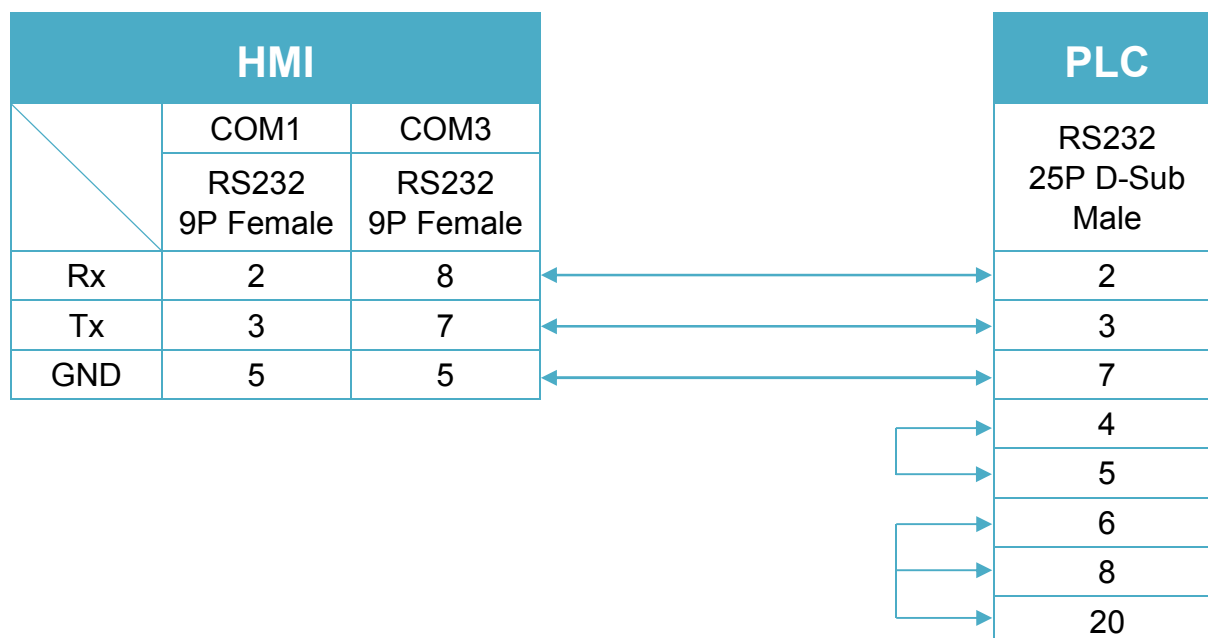 HMI
PLC
COM1 COM3
RS232
9P Female
RS232
9P Female
RS232
25P D-Sub
Male
Rx 2 8 2
Tx 3 7 3
GND 5 5 7
4
5
6
8
20